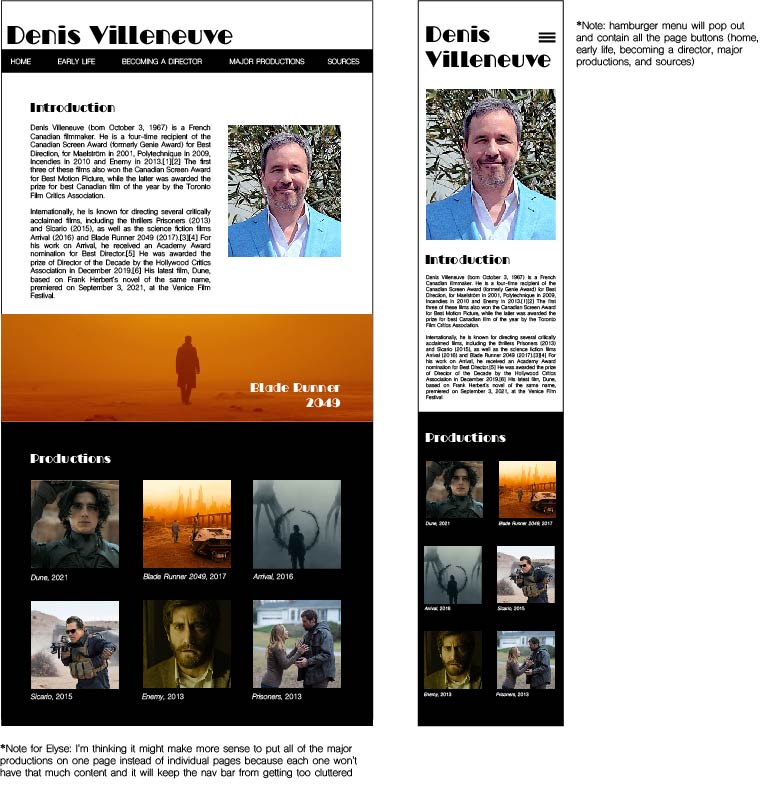 Denis Villeneuve
HOME EARLY LIFE BECOMING A DIRECTOR MAJOR PRODUCTIONS SOURCES
Introduction
Denis Villeneuve (born October 3, 1967) is a French
Canadian filmmaker. He is a four-time recipient of the
Canadian Screen Award (formerly Genie Award) for Best
Direction, for Maelström in 2001, Polytechnique in 2009,
Incendies in 2010 and Enemy in 2013.[1][2] The first
three of these films also won the Canadian Screen Award
for Best Motion Picture, while the latter was awarded the
prize for best Canadian film of the year by the Toronto
Film Critics Association.
Internationally, he is known for directing several critically
acclaimed films, including the thrillers Prisoners (2013)
and Sicario (2015), as well as the science fiction films
Arrival (2016) and Blade Runner 2049 (2017).[3][4] For
his work on Arrival, he received an Academy Award
nomination for Best Director.[5] He was awarded the
prize of Director of the Decade by the Hollywood Critics
Association in December 2019.[6] His latest film, Dune,
based on Frank Herbert's novel of the same name,
premiered on September 3, 2021, at the Venice Film
Festival.
Blade Runner
2049
Productions
Dune, 2021
Blade Runner 2049, 2017
Arrival, 2016
Sicario, 2015
Enemy, 2013
Prisoners, 2013
*Note for Elyse: I'm thinking it might make more sense to put all of the major
productions on one page instead of individual pages because each one won't
have that much content and it will keep the nav bar from getting too cluttered
Denis
Villeneuve
Introduction
Denis Villeneuve (born October 3, 1967) is a French
Canadian filmmaker. He is a four-time recipient of the
Canadian Screen Award (formerly Genie Award) for Best
Direction, for Maelström in 2001, Polytechnique in 2009,
Incendies in 2010 and Enemy in 2013.[1][2] The first
three of these films also won the Canadian Screen Award
for Best Motion Picture, while the latter was awarded the
prize for best Canadian film of the year by the Toronto
Film Critics Association.
Internationally, he is known for directing several critically
acclaimed films, including the thrillers Prisoners (2013)
and Sicario (2015), as well as the science fiction films
Arrival (2016) and Blade Runner 2049 (2017).[3][4] For
his work on Arrival, he received an Academy Award
nomination for Best Director.[5] He was awarded the prize
of Director of the Decade by the Hollywood Critics
Association in December 2019.[6] His latest film, Dune,
based on Frank Herbert's novel of the same name,
premiered on September 3, 2021, at the Venice Film
Festival.
Productions
Dune, 2021
Blade Runner 2049, 2017
Arrival, 2016
Sicario, 2015
Enemy, 2013
Prisoners, 2013
*Note: hamburger menu will pop out
and contain all the page buttons (home,
early life, becoming a director, major
productions, and sources)